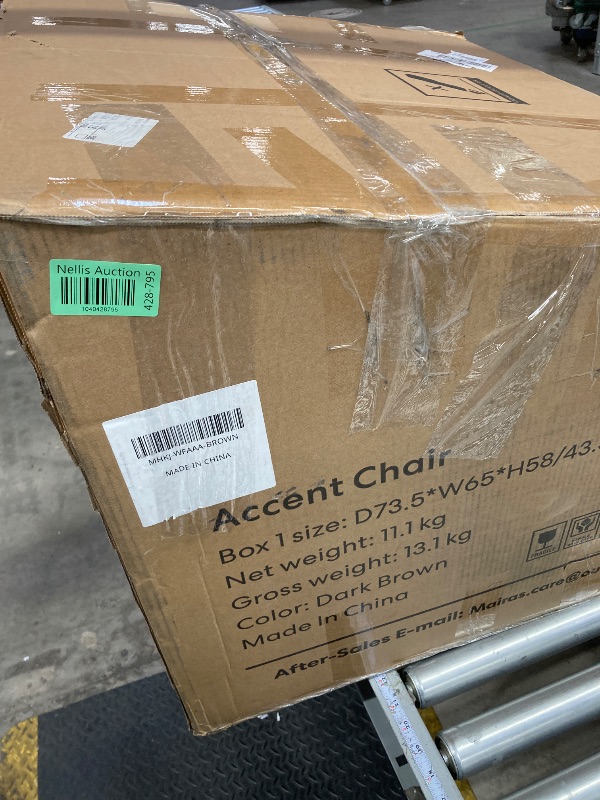 Nellis Auction
428-795
1040428795
MHKJ-WFAAA-BROWN
MADE IN CHINA
Accent Chair
Box 1 size: D73.5*W65*H58/43.
Net weight: 11.1 kg
Gross weight: 13.1 kg
Color: Dark Brown
Made In China
After-Sales E-mail: Mairas.care@
FRAGILE